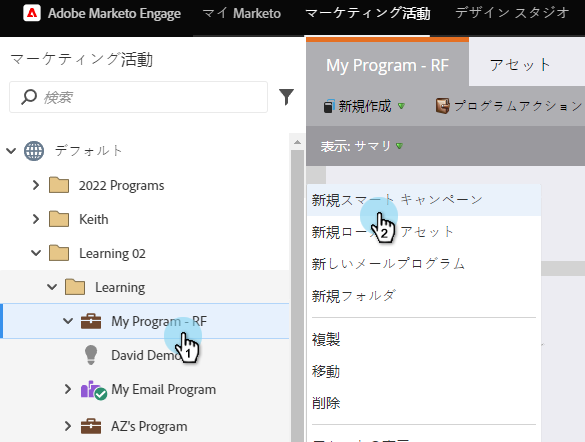 Adobe Marketo Engage マイ Marketo マーケティング活動 デザイン スタジオ
マーケティング活動
検索
デフォルト
2022 Programs
Keith
Learning 02
Learning
My Program - RF
David Demo
My Email Program
AZ's Program
My Program - RF アセット
新規作成 プログラムアクション
表示: サマリ
新規スマート キャンペーン
新規ローカ アセット
新しいメールプログラム
新規フォルダ
複製
移動
削除
1
2